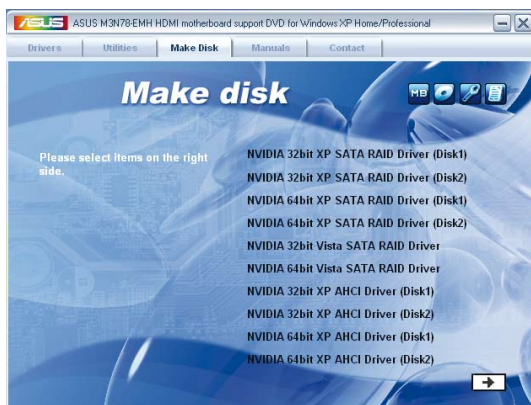 ASUS M3N78-EMH HDMI motherboard support DVD for Windows XP Home/Professional
Drivers Utilities Make Disk Manuals Contact
Make disk
MB
Please select items on the right
side.
NVIDIA 32bit XP SATA RAID Driver (Disk1)
NVIDIA 32bit XP SATA RAID Driver (Disk2)
NVIDIA 64bit XP SATA RAID Driver (Disk1)
NVIDIA 64bit XP SATA RAID Driver (Disk2)
NVIDIA 32bit Vista SATA RAID Driver
NVIDIA 64bit Vista SATA RAID Driver
NVIDIA 32bit XP AHCI Driver (Disk1)
NVIDIA 32bit XP AHCI Driver (Disk2)
NVIDIA 64bit XP AHCI Driver (Disk1)
NVIDIA 64bit XP AHCI Driver (Disk2)